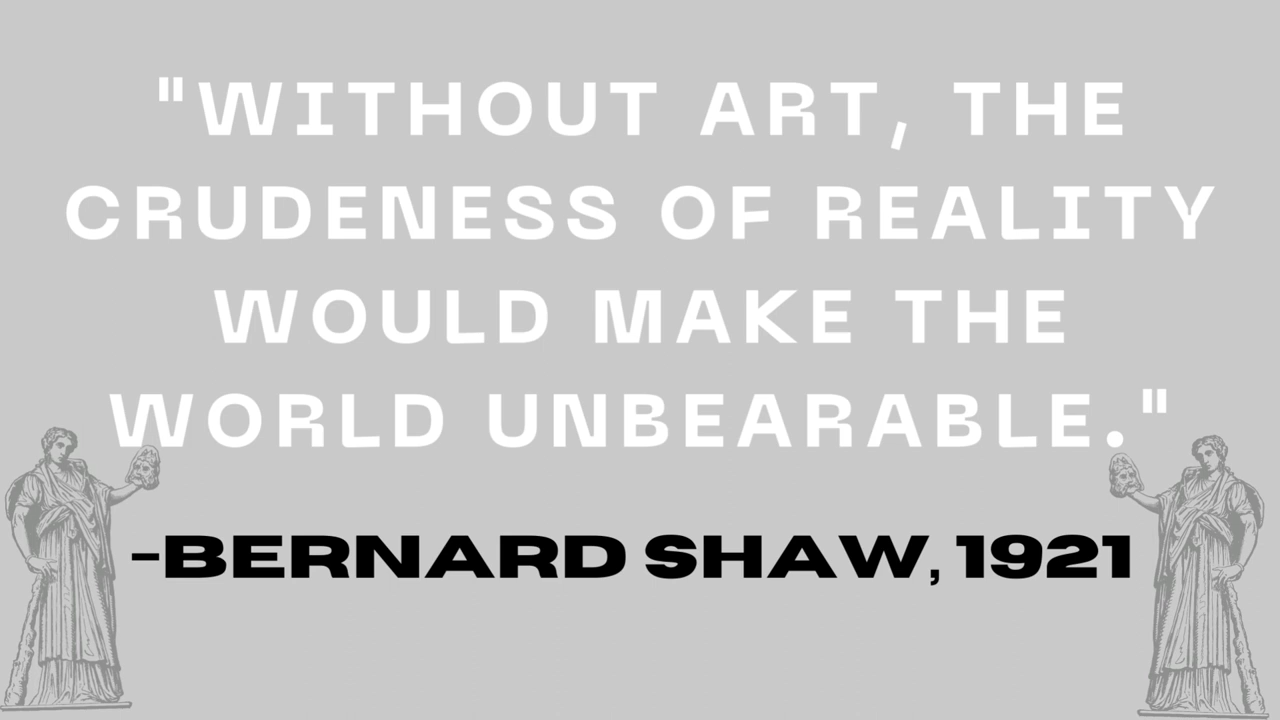 "WITHOUT ART, THE
CRUDENESS OF REALITY
WOULD MAKE THE
WORLD UNBEARABLE."
-BERNARD SHAW, 1921